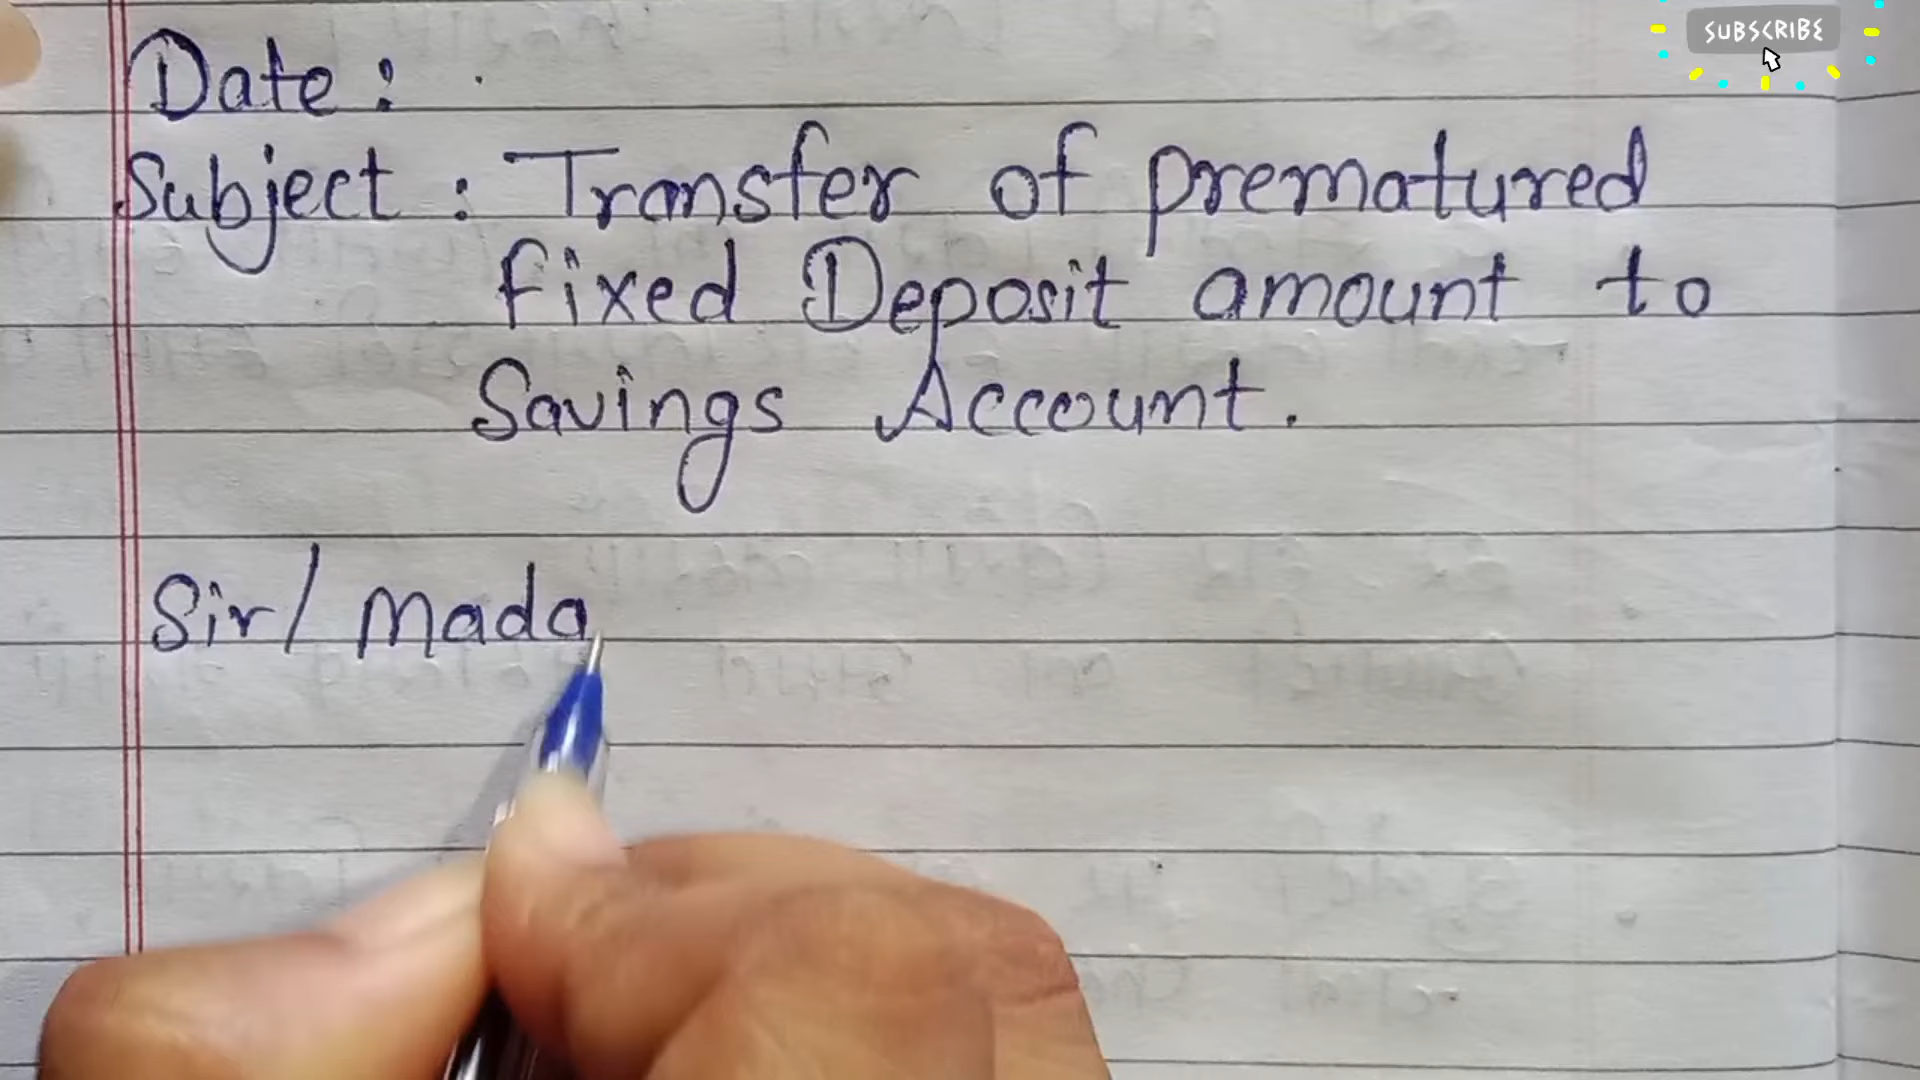 SUBSCRIBE
Date :
Subject : Transfer of prematured
fixed Deposit amount to
Savings Account.
Sir/ Mada